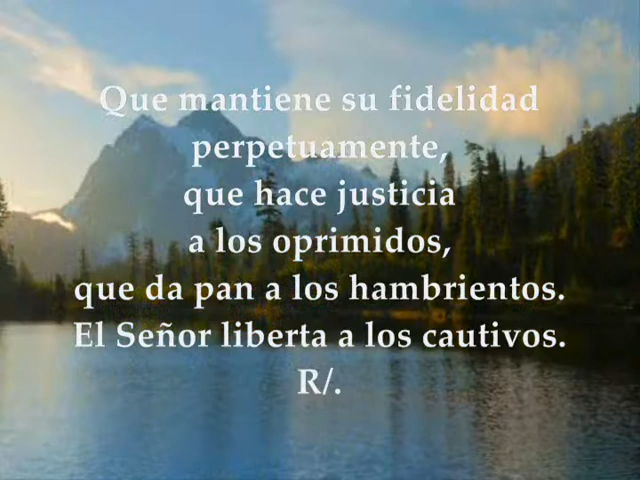 Que mantiene su fidelidad
perpetuamente,
que hace justicia
a los oprimidos,
que da pan a los hambrientos.
El Señor liberta a los cautivos.
R/.